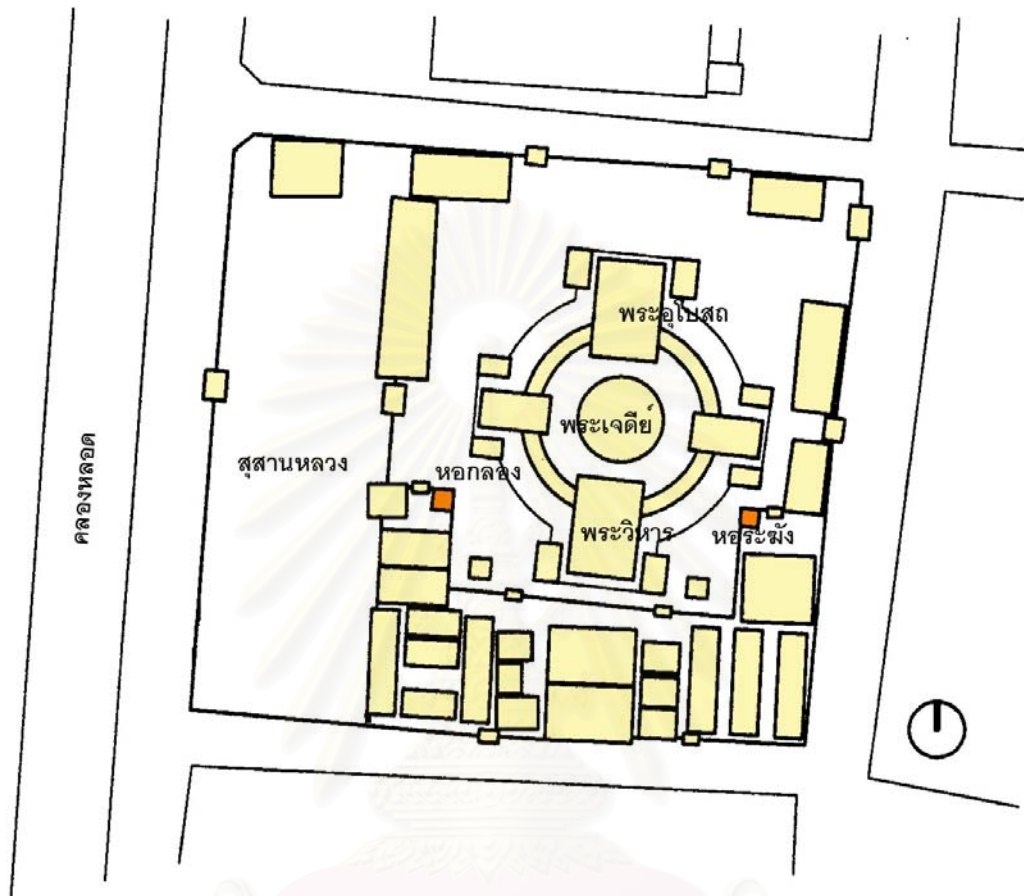 พระอุโบสถ
พระเจดีย์
สุสานหลวง
หอกลอง
คลองหลอด
พระวิหาร
หอระฆัง